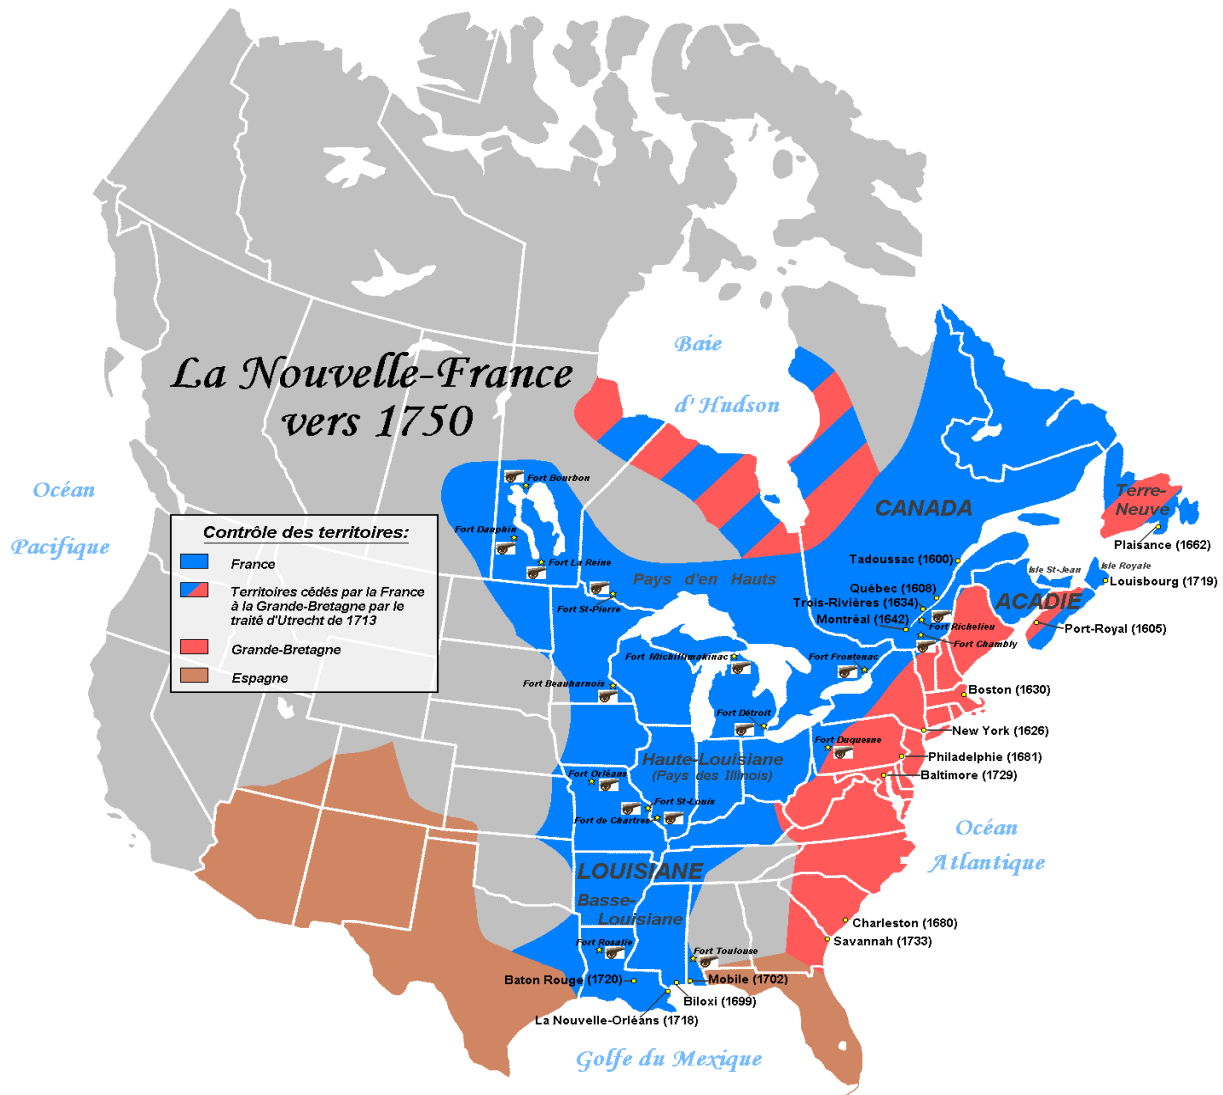 La Nouvelle-France
vers 1750
Baie
d' Hudson
Océan
Pacifique
Contrôle des territoires:
France
Territoires cédés par la France
à la Grande-Bretagne par le
traité d'Utrecht de 1713
Grande-Bretagne
Espagne
Fort Bourbon
Fort Dauphin
Fort La Reine
Fort St-Pierre
Pays d'en Hauts
CANADA
Terre-
Neuve
Plaisance (1662)
Tadoussac (1600)
Isle St-Jean
Isle Royale
Louisbourg (1719)
Québec (1608)
Trois-Rivières (1634)
Montréal (1642)
ACADIE
Port-Royal (1605)
Fort Richelieu
Fort Chambly
Fort Michillimakinac
Fort Frontenac
Fort Beauharnois
Boston (1630)
Fort Détroit
New York (1626)
Fort Duquesne
Philadelphie (1681)
Baltimore (1729)
Haute-Louisiane
(Pays des Illinois)
Fort Orléans
Fort St-Louis
Fort de Chartres
Océan
Atlantique
LOUISIANE
Basse-
Louisiane
Charleston (1680)
Savannah (1733)
Fort Rosalie
Fort Toulouse
Baton Rouge (1720)
Mobile (1702)
Biloxi (1699)
La Nouvelle-Orléans (1718)
Golfe du Mexique